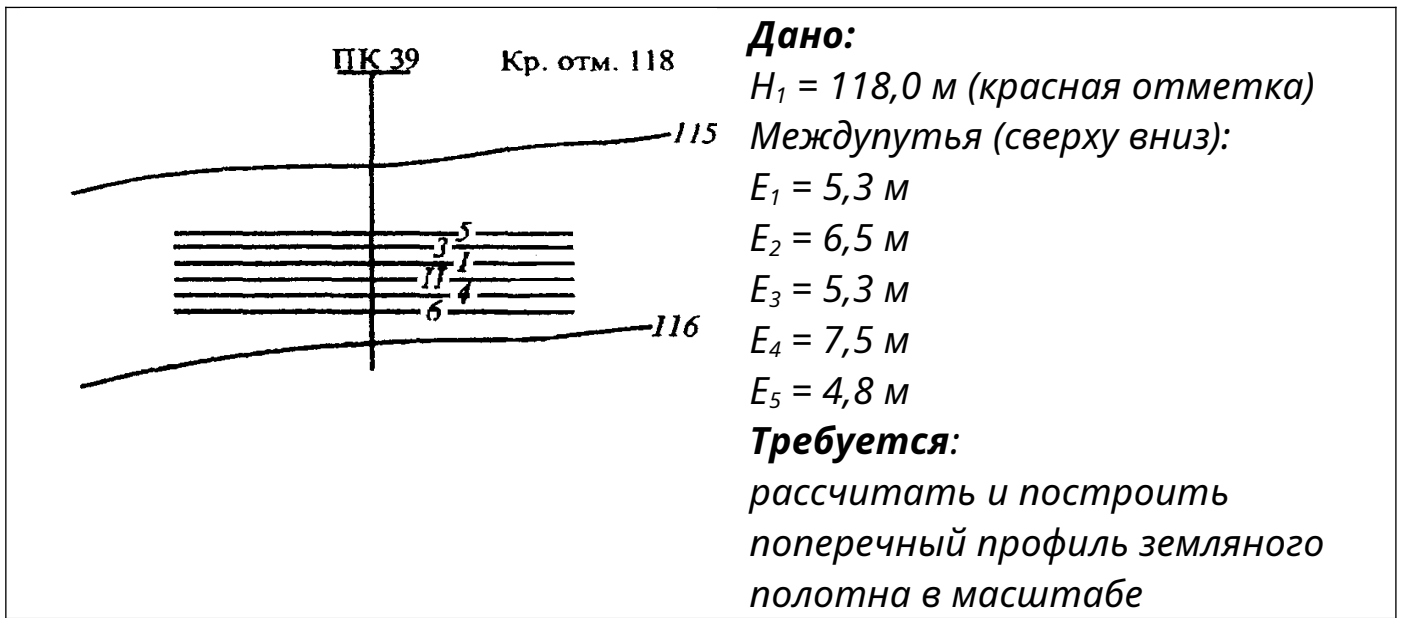 ПК 39 Кр. отм. 118
115
5
3
1
II
4
6
116
Дано:
H₁ = 118,0 м (красная отметка)
Междупутья (сверху вниз):
E₁ = 5,3 м
E₂ = 6,5 м
E₃ = 5,3 м
E₄ = 7,5 м
E₅ = 4,8 м
Требуется:
рассчитать и построить
поперечный профиль земляного
полотна в масштабе